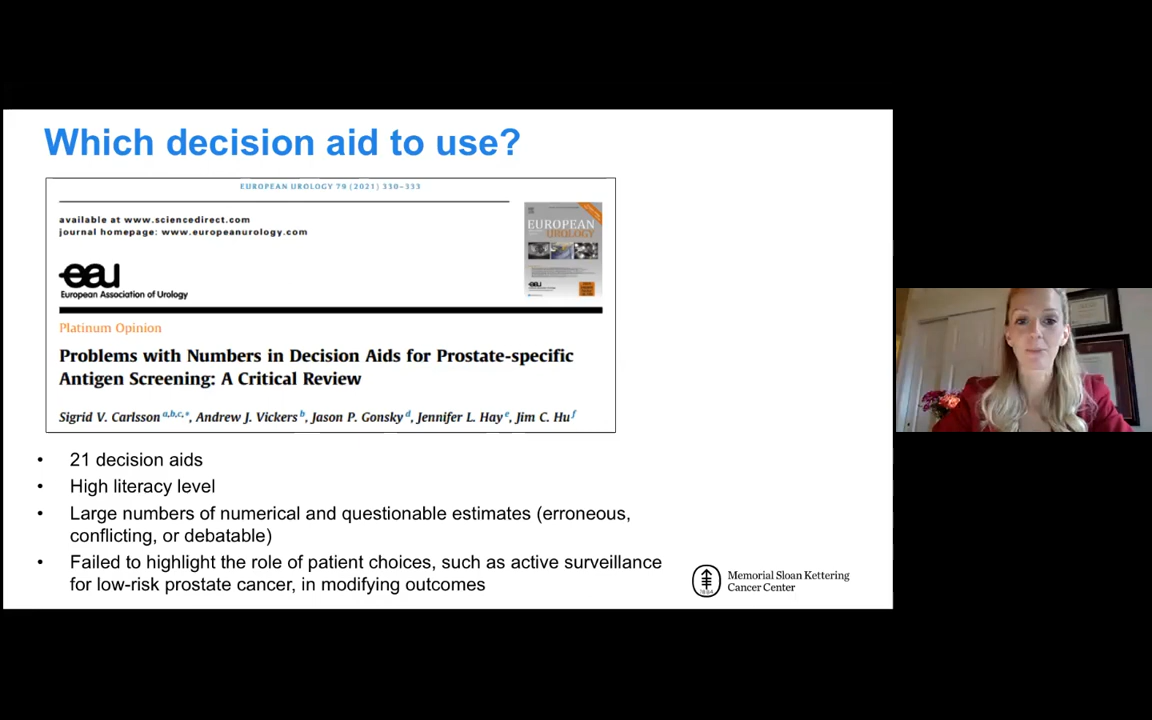 Which decision aid to use?
EUROPEAN UROLOGY 79 (2021) 330–333
available at www.sciencedirect.com
journal homepage: www.europeanurology.com
EUROPEAN
UROLOGY
eau
European Association of Urology
Platinum Opinion
Problems with Numbers in Decision Aids for Prostate-specific
Antigen Screening: A Critical Review
Sigrid V. Carlsson a,b,c,*, Andrew J. Vickers b, Jason P. Gonsky d, Jennifer L. Hay e, Jim C. Hu f
• 21 decision aids
• High literacy level
• Large numbers of numerical and questionable estimates (erroneous,
conflicting, or debatable)
• Failed to highlight the role of patient choices, such as active surveillance
for low-risk prostate cancer, in modifying outcomes
Memorial Sloan Kettering
Cancer Center